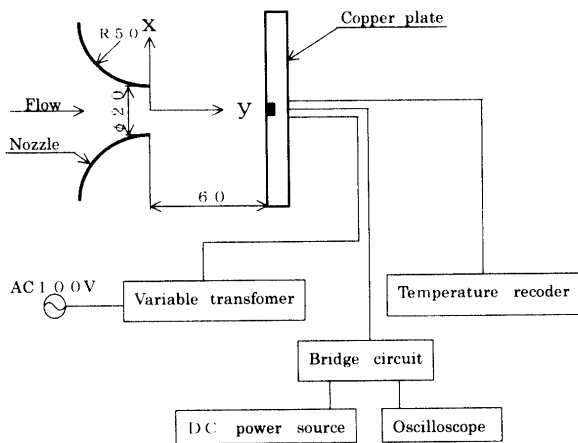 R50
x
Copper plate
Flow
φ20
y
Nozzle
60
AC100V
Variable transfomer
Temperature recoder
Bridge circuit
DC power source
Oscilloscope